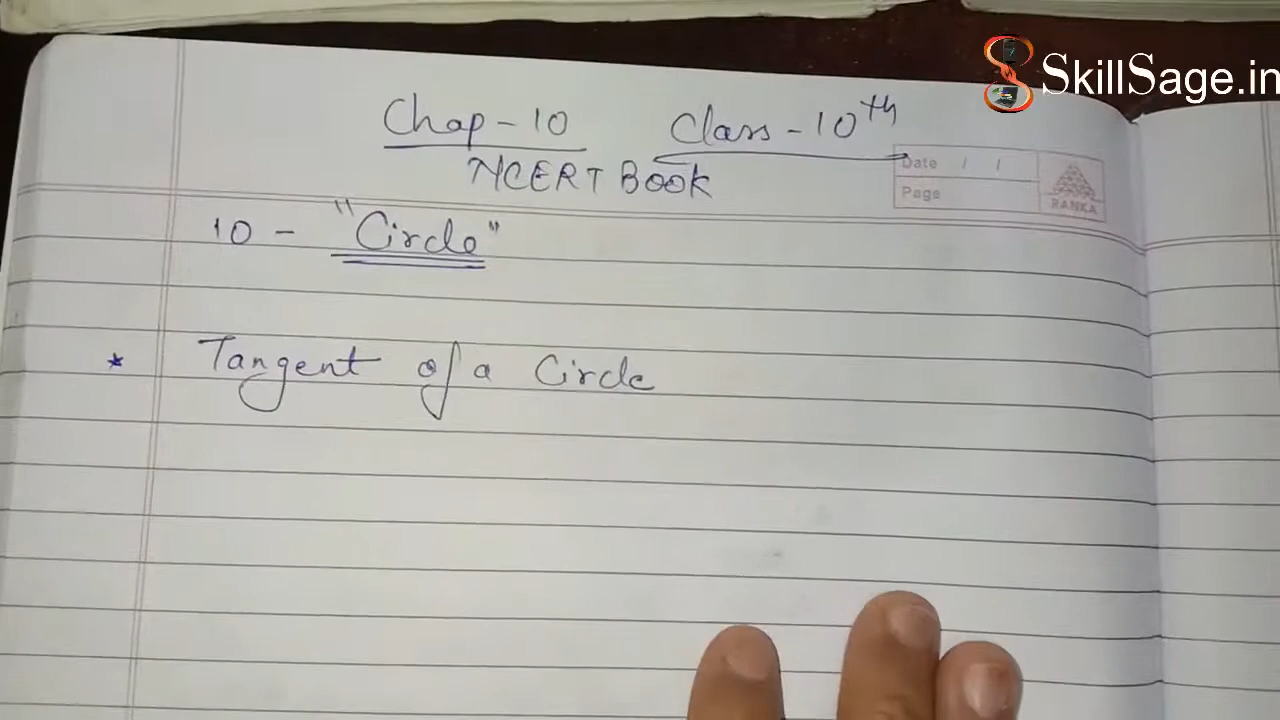 SkillSage.in
Chap - 10 Class - 10th
NCERT Book
Date / /
Page
RANKA
10 - "Circle"
* Tangent of a Circle